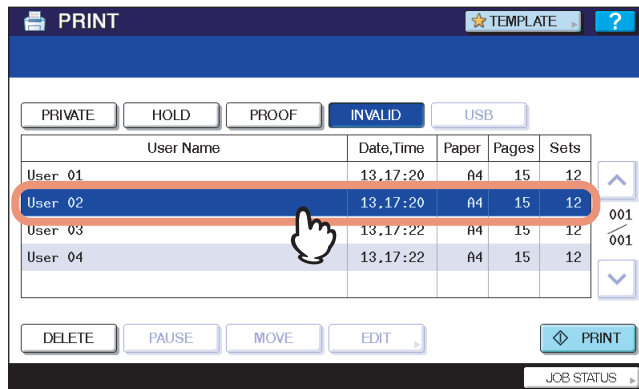 PRINT TEMPLATE ?
PRIVATE HOLD PROOF INVALID USB
User Name Date,Time Paper Pages Sets
User 01 13,17:20 A4 15 12
User 02 13,17:20 A4 15 12
User 03 13,17:22 A4 15 12
User 04 13,17:22 A4 15 12
001
001
DELETE PAUSE MOVE EDIT PRINT
JOB STATUS